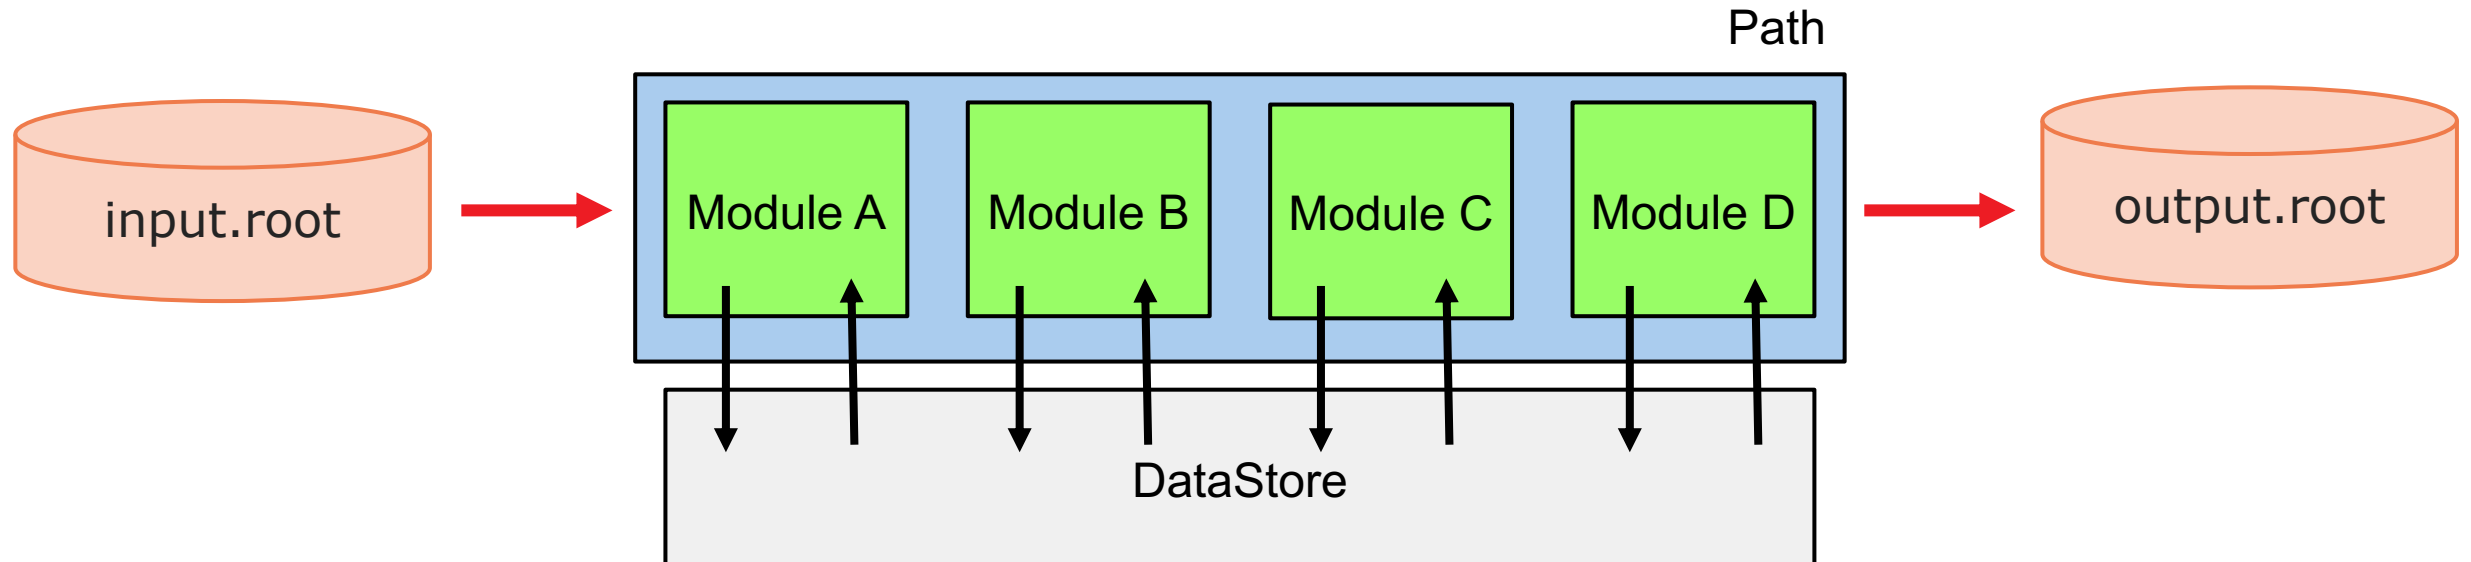 Path
input.root
Module A
Module B
Module C
Module D
output.root
DataStore